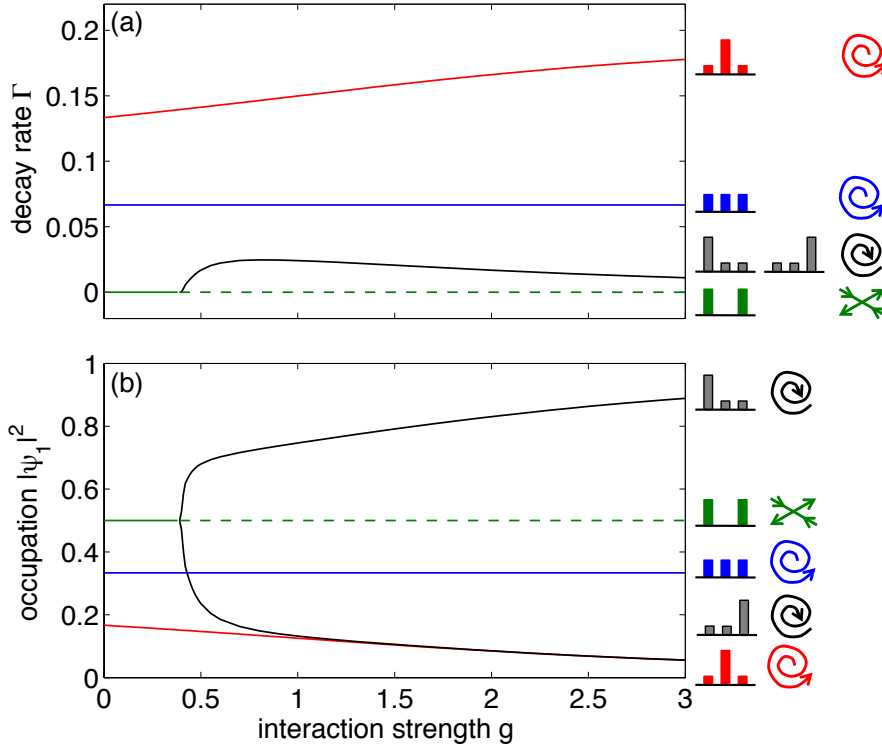 (a)
decay rate Γ
0.2
0.15
0.1
0.05
0
(b)
occupation |ψ₁|²
1
0.8
0.6
0.4
0.2
0
0 0.5 1 1.5 2 2.5 3
interaction strength g